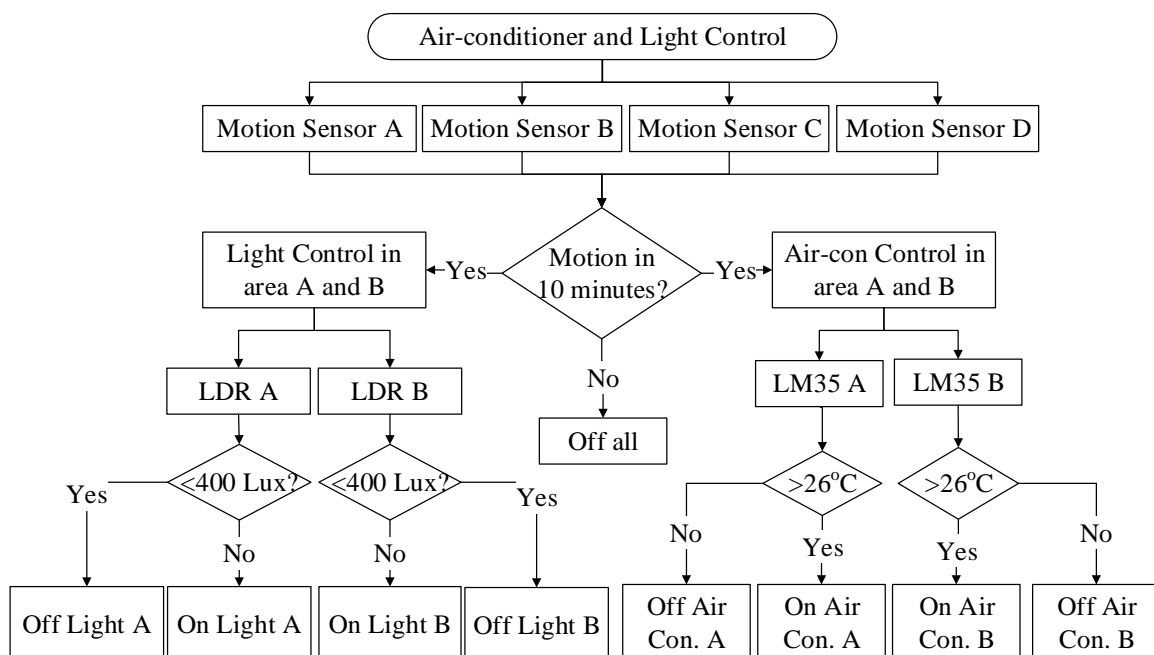 Air-conditioner and Light Control
Motion Sensor A
Motion Sensor B
Motion Sensor C
Motion Sensor D
Light Control in
area A and B
Yes
Motion in
10 minutes?
Yes
Air-con Control in
area A and B
No
Off all
LDR A
LDR B
LM35 A
LM35 B
<400 Lux?
<400 Lux?
>26°C
>26°C
Yes
No
No
Yes
No
Yes
Yes
No
Off Light A
On Light A
On Light B
Off Light B
Off Air
Con. A
On Air
Con. A
On Air
Con. B
Off Air
Con. B